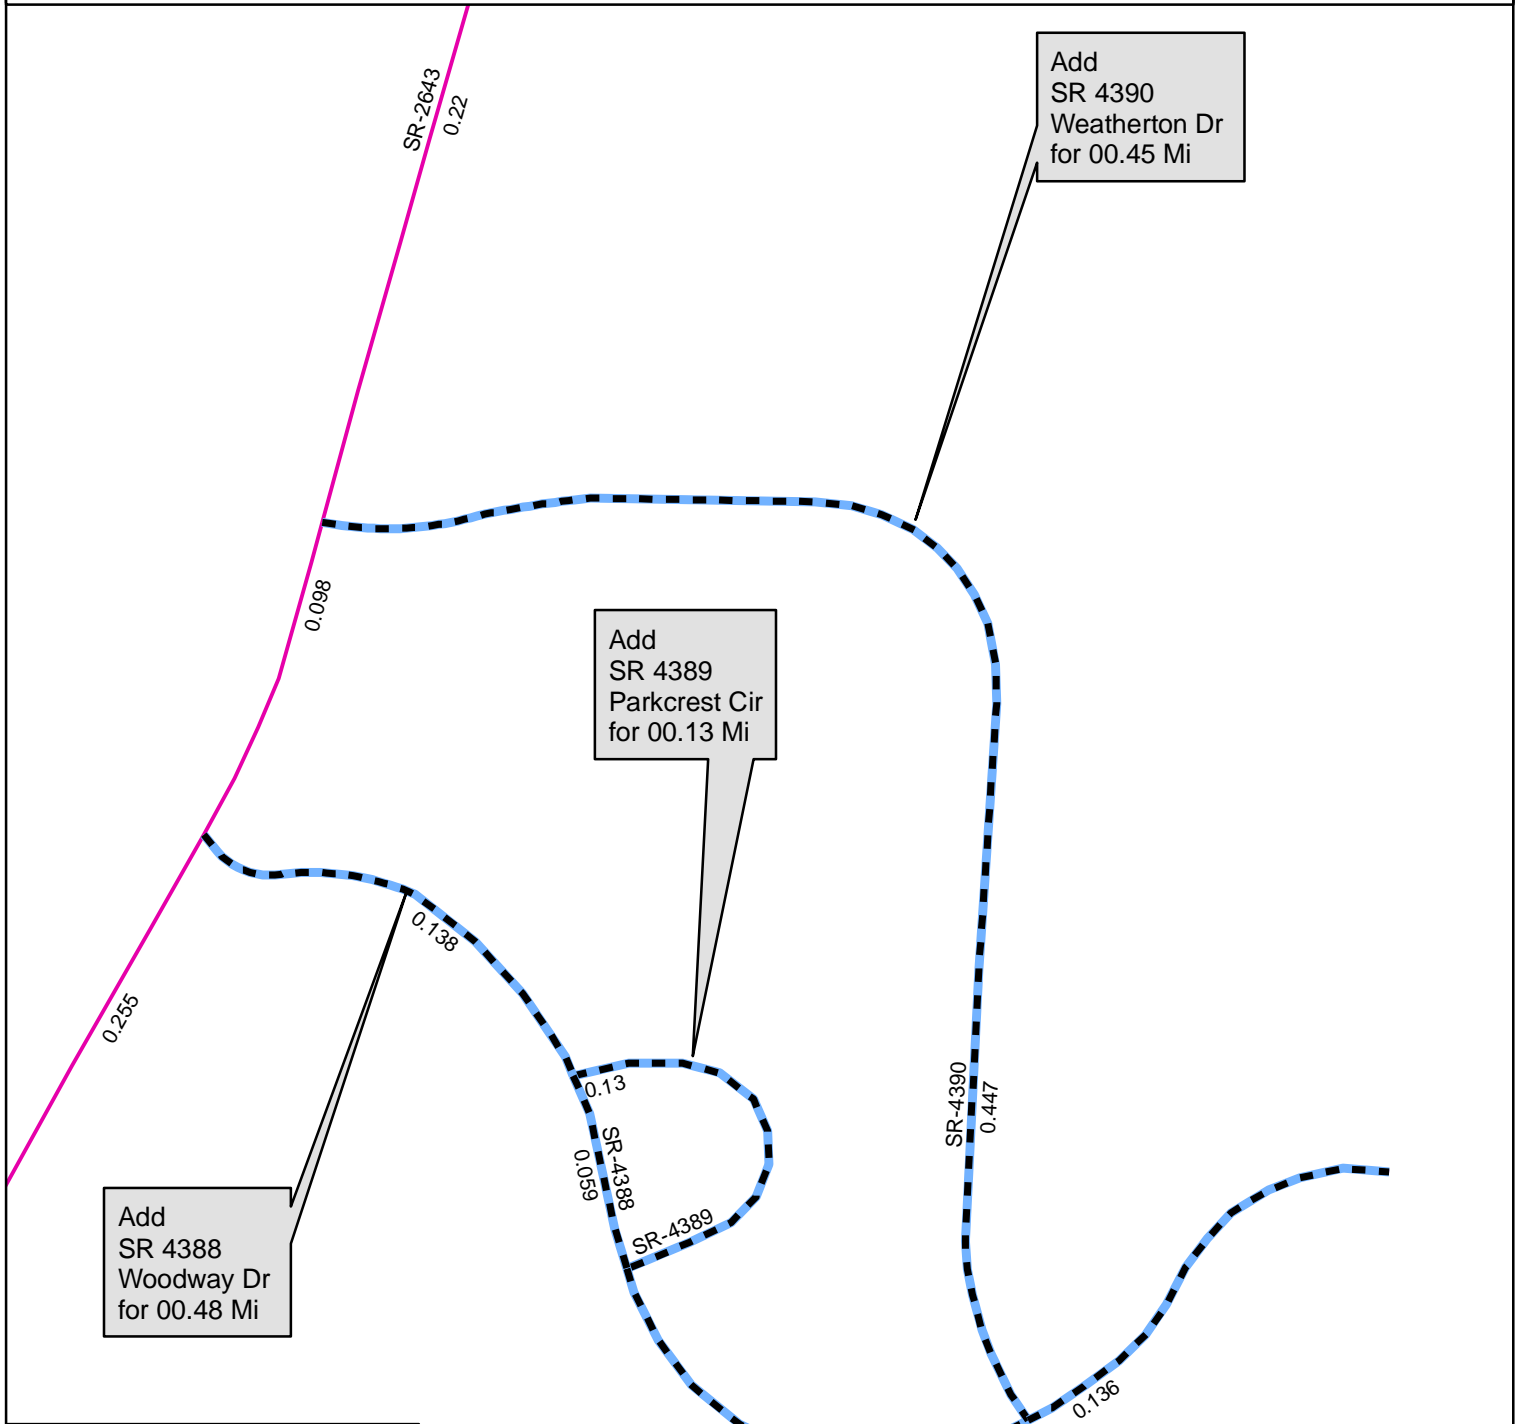 SR-2643
0.22
Add
SR 4390
Weatherton Dr
for 00.45 Mi
0.098
Add
SR 4389
Parkcrest Cir
for 00.13 Mi
0.138
0.255
0.13
SR-4388
0.059
SR-4389
SR-4390
0.447
Add
SR 4388
Woodway Dr
for 00.48 Mi
0.136